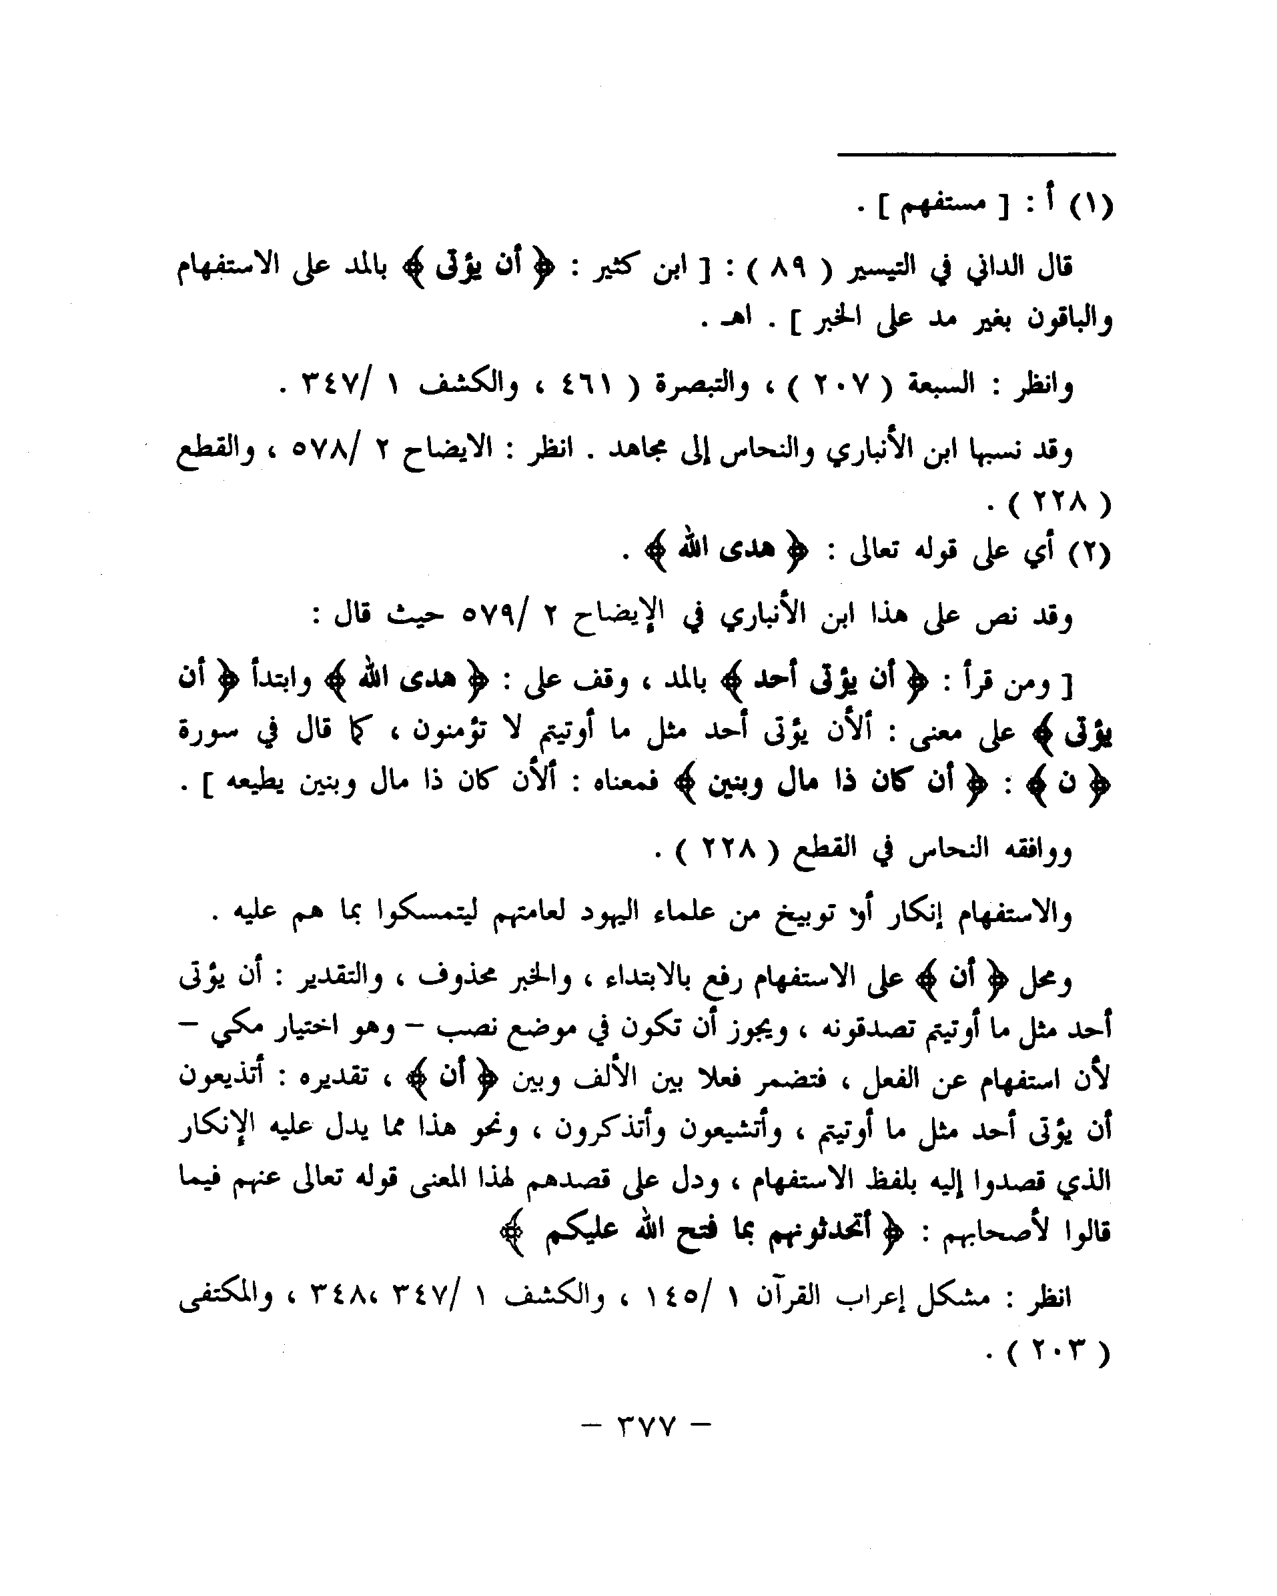 (١) أ : [ مستفهم ] .
قال الداني في التيسير ( ٨٩ ) : [ ابن كثير : ﴿ أن يؤتى ﴾ بالمد على الاستفهام
والباقون بغير مد على الخبر ] . اهـ .
وانظر : السبعة ( ٢٠٧ ) ، والتبصرة ( ٤٦١ ، والكشف ١ /٣٤٧ .
وقد نسبها ابن الأنباري والنحاس إلى مجاهد . انظر : الايضاح ٢ /٥٧٨ ، والقطع
( ٢٢٨ ) .
(٢) أي على قوله تعالى : ﴿ هدى الله ﴾ .
وقد نص على هذا ابن الأنباري في الإيضاح ٢ /٥٧٩ حيث قال :
[ ومن قرأ : ﴿ أن يؤتى أحد ﴾ بالمد ، وقف على : ﴿ هدى الله ﴾ وابتدأ ﴿ أن
يؤتى ﴾ على معنى : ألأن يؤتى أحد مثل ما أوتيتم لا تؤمنون ، كما قال في سورة
﴿ ن ﴾ : ﴿ أن كان ذا مال وبنين ﴾ فمعناه : ألأن كان ذا مال وبنين يطيعه ] .
ووافقه النحاس في القطع ( ٢٢٨ ) .
والاستفهام إنكار أو توبيخ من علماء اليهود لعامتهم ليتمسكوا بما هم عليه .
ومحل ﴿ أن ﴾ على الاستفهام رفع بالابتداء ، والخبر محذوف ، والتقدير : أن يؤتى
أحد مثل ما أوتيتم تصدقونه ، ويجوز أن تكون في موضع نصب – وهو اختيار مكي –
لأن استفهام عن الفعل ، فتضمر فعلا بين الألف وبين ﴿ أن ﴾ ، تقديره : أتذيعون
أن يؤتى أحد مثل ما أوتيتم ، وأتشيعون وأتذكرون ، ونحو هذا مما يدل عليه الإنكار
الذي قصدوا إليه بلفظ الاستفهام ، ودل على قصدهم لهذا المعنى قوله تعالى عنهم فيما
قالوا لأصحابهم : ﴿ أتحدثونهم بما فتح الله عليكم ﴾
انظر : مشكل إعراب القرآن ١ /١٤٥ ، والكشف ١ /٣٤٧ ،٣٤٨ ، والمكتفى
( ٢٠٣ ) .
– ٣٧٧ –